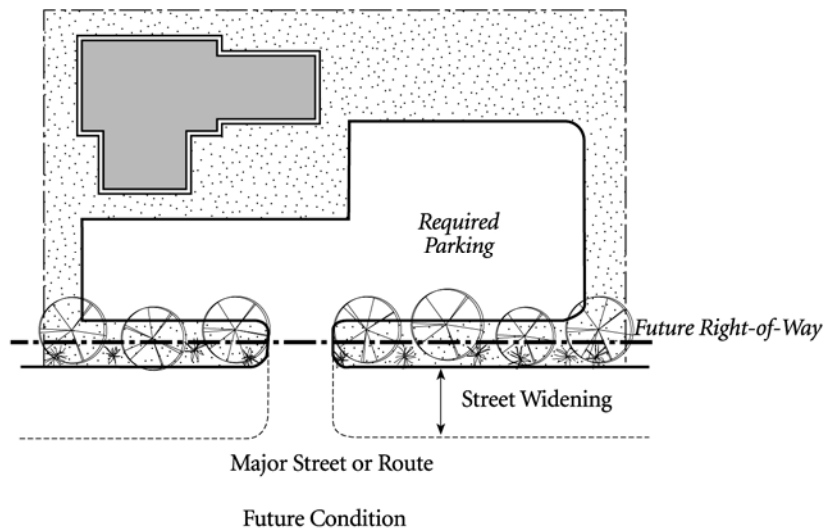 Required
Parking
Future Right-of-Way
Street Widening
Major Street or Route
Future Condition